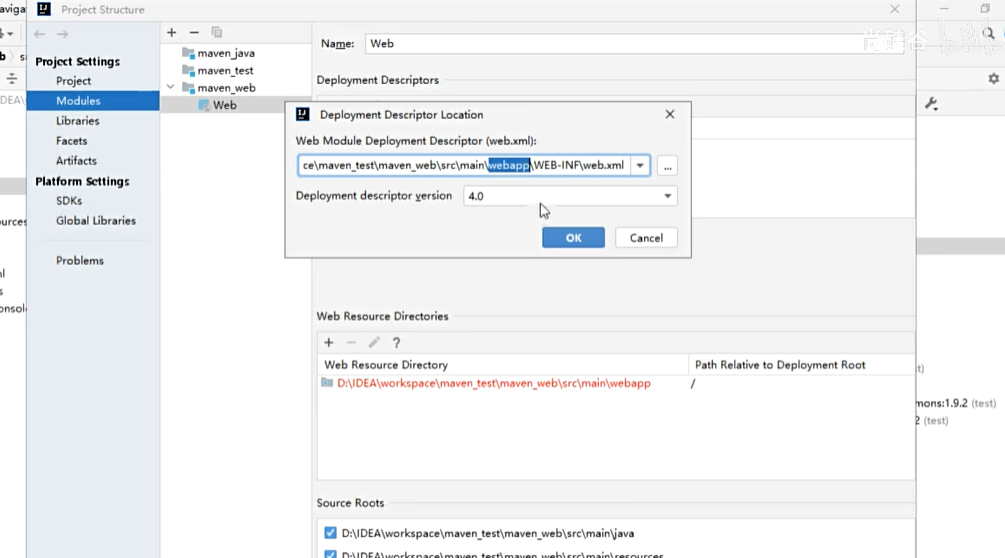 Project Structure
Name: Web
尚硅谷
Project Settings
Project
Modules
Libraries
Facets
Artifacts
Platform Settings
SDKs
Global Libraries
Problems
maven_java
maven_test
maven_web
Web
Deployment Descriptors
Deployment Descriptor Location
Web Module Deployment Descriptor (web.xml):
ce\maven_test\maven_web\src\main\webapp\WEB-INF\web.xml
...
Deployment descriptor version 4.0
OK Cancel
Web Resource Directories
Web Resource Directory Path Relative to Deployment Root
D:\IDEA\workspace\maven_test\maven_web\src\main\webapp /
mons:1.9.2 (test)
2 (test)
Source Roots
D:\IDEA\workspace\maven_test\maven_web\src\main\java
D:\IDEA\workspace\maven_test\maven_web\src\main\resources